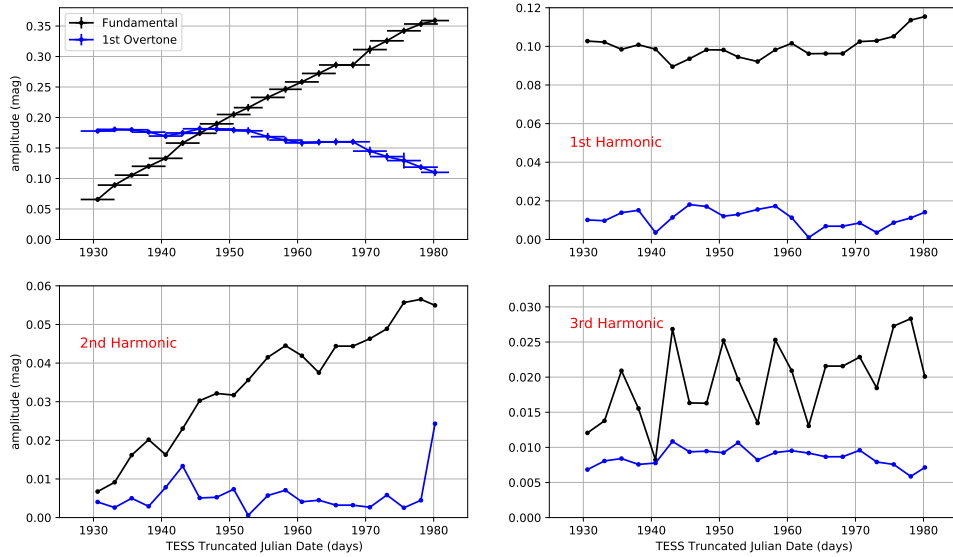 0.35
0.30
0.25
0.20
0.15
0.10
0.05
0.00
amplitude (mag)
Fundamental
1st Overtone
1930 1940 1950 1960 1970 1980
0.12
0.10
0.08
0.06
0.04
0.02
0.00
1st Harmonic
1930 1940 1950 1960 1970 1980
0.06
0.05
0.04
0.03
0.02
0.01
0.00
amplitude (mag)
2nd Harmonic
1930 1940 1950 1960 1970 1980
TESS Truncated Julian Date (days)
0.030
0.025
0.020
0.015
0.010
0.005
0.000
3rd Harmonic
1930 1940 1950 1960 1970 1980
TESS Truncated Julian Date (days)